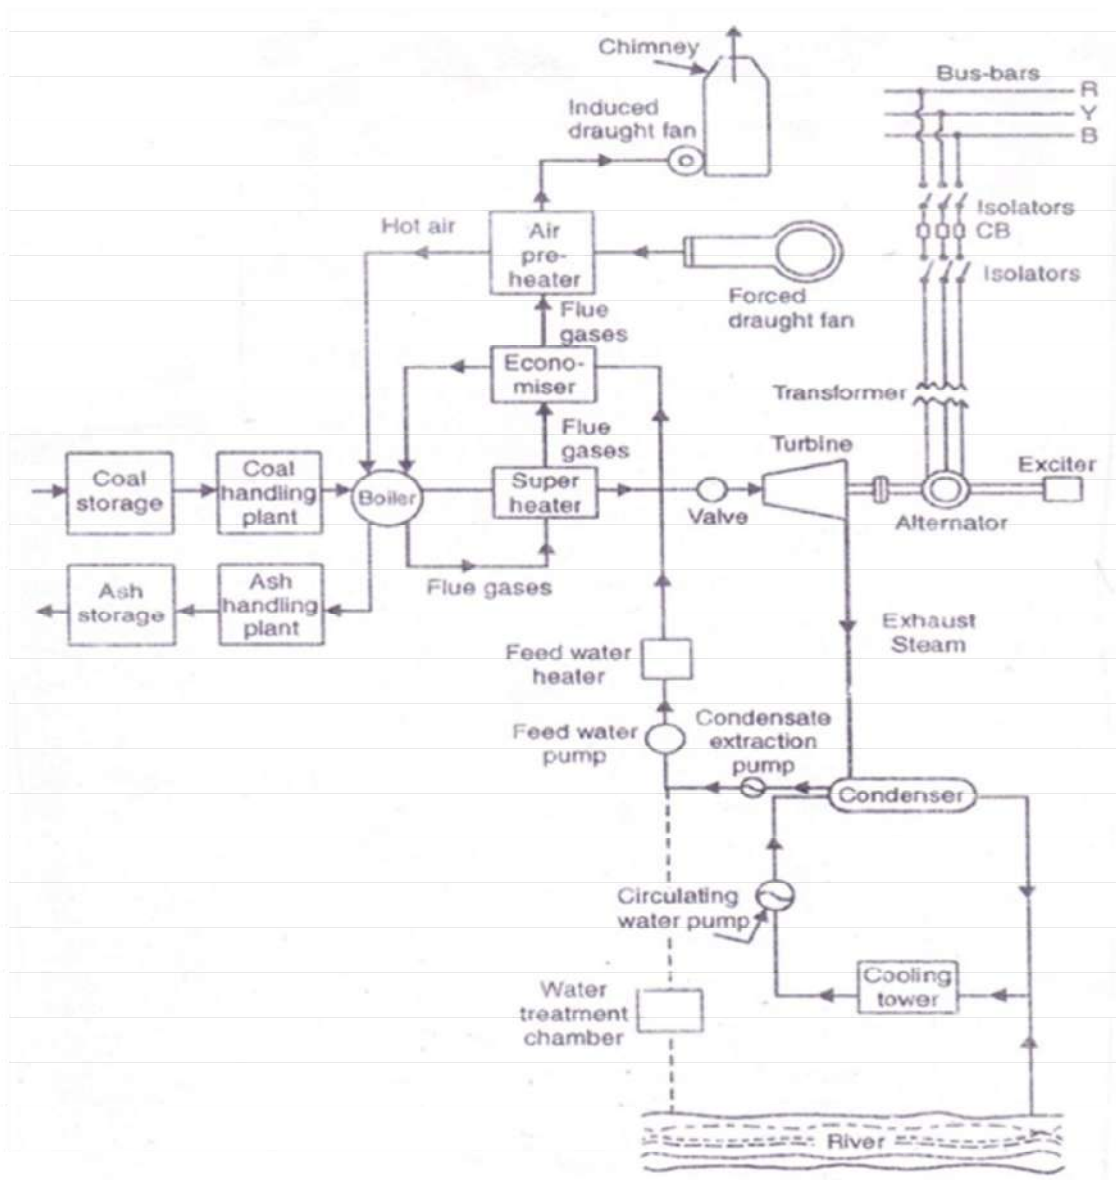 Chimney
Bus-bars
R
Y
B
Induced
draught fan
Isolators
CB
Isolators
Hot air
Air
pre-
heater
Forced
draught fan
Flue
gases
Econo-
miser
Transformer
Flue
gases
Turbine
Exciter
Coal
storage
Coal
handling
plant
Boiler
Super
heater
Valve
Alternator
Flue gases
Ash
storage
Ash
handling
plant
Exhaust
Steam
Feed water
heater
Feed water
pump
Condensate
extraction
pump
Condenser
Circulating
water pump
Cooling
tower
Water
treatment
chamber
River